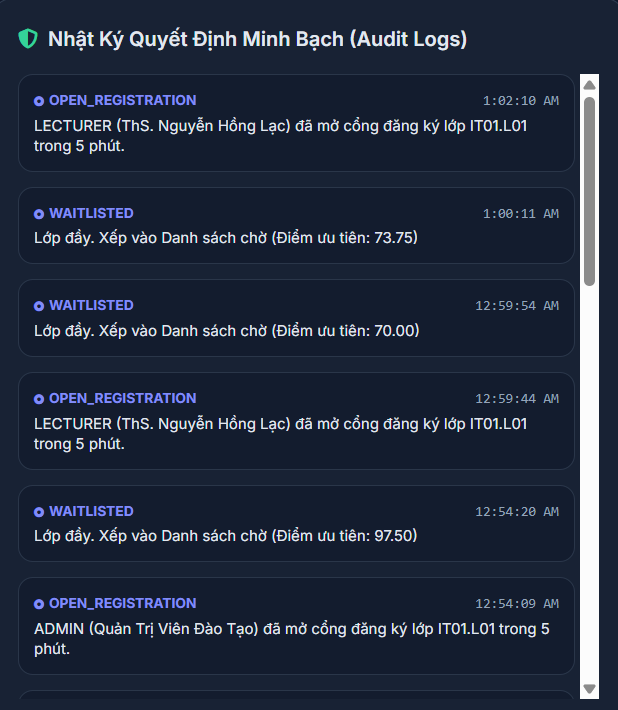 Nhật Ký Quyết Định Minh Bạch (Audit Logs)
OPEN_REGISTRATION 1:02:10 AM
LECTURER (ThS. Nguyễn Hồng Lạc) đã mở cổng đăng ký lớp IT01.L01
trong 5 phút.
WAITLISTED 1:00:11 AM
Lớp đầy. Xếp vào Danh sách chờ (Điểm ưu tiên: 73.75)
WAITLISTED 12:59:54 AM
Lớp đầy. Xếp vào Danh sách chờ (Điểm ưu tiên: 70.00)
OPEN_REGISTRATION 12:59:44 AM
LECTURER (ThS. Nguyễn Hồng Lạc) đã mở cổng đăng ký lớp IT01.L01
trong 5 phút.
WAITLISTED 12:54:20 AM
Lớp đầy. Xếp vào Danh sách chờ (Điểm ưu tiên: 97.50)
OPEN_REGISTRATION 12:54:09 AM
ADMIN (Quản Trị Viên Đào Tạo) đã mở cổng đăng ký lớp IT01.L01 trong 5
phút.